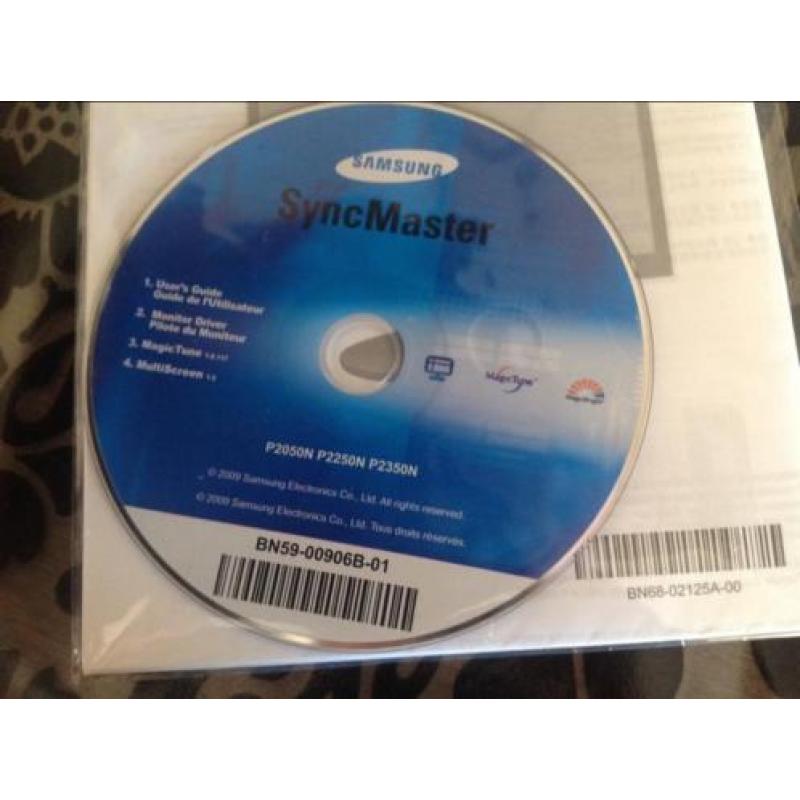 SAMSUNG
SyncMaster
1. User's Guide
Guide de l'Utilisateur
2. Monitor Driver
Pilote du Moniteur
3. MagicTune
4. MultiScreen
MagicTune™
P2050N P2250N P2350N
© 2009 Samsung Electronics Co., Ltd. All rights reserved.
© 2009 Samsung Electronics Co., Ltd. Tous droits réservés.
BN59-00906B-01
BN68-02125A-00